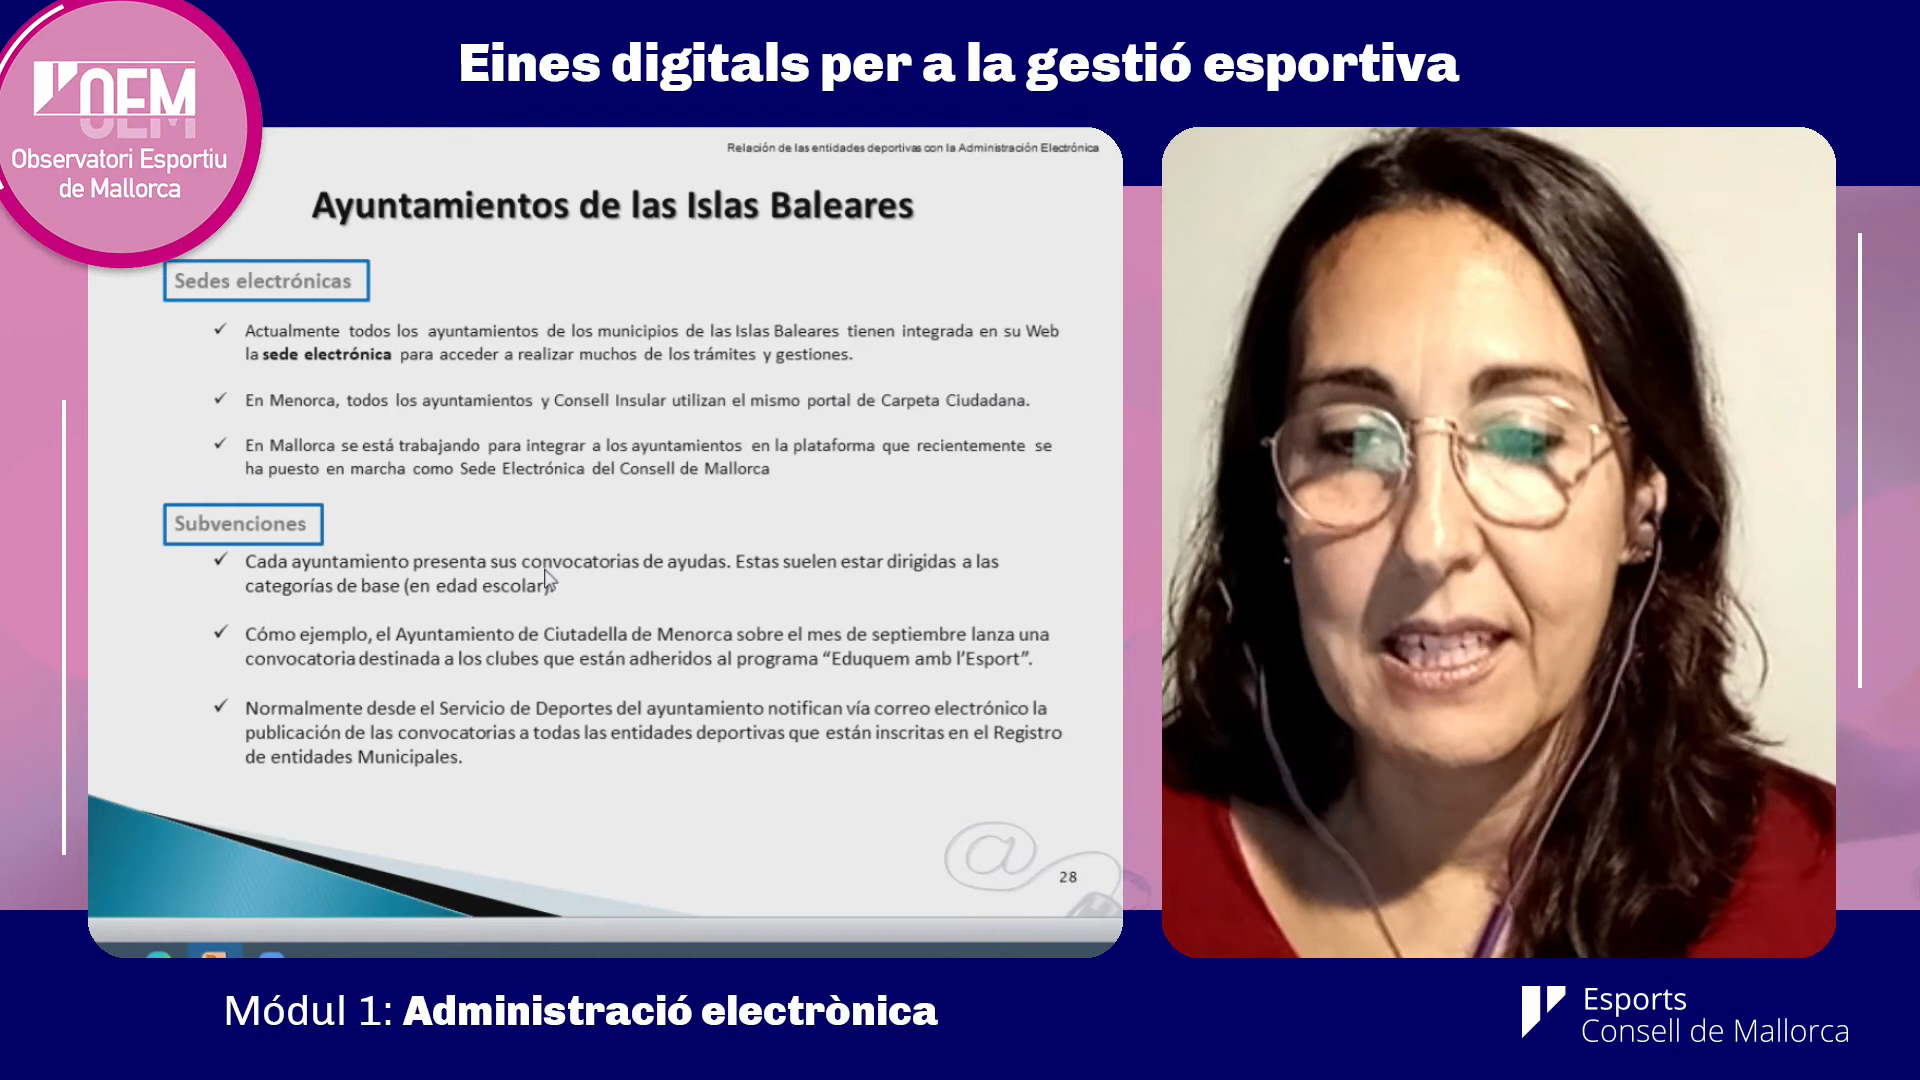 Eines digitals per a la gestió esportiva
L'OEM
Observatori Esportiu
de Mallorca
Relación de las entidades deportivas con la Administración Electrónica
Ayuntamientos de las Islas Baleares
Sedes electrónicas
✓ Actualmente todos los ayuntamientos de los municipios de las Islas Baleares tienen integrada en su Web
la sede electrónica para acceder a realizar muchos de los trámites y gestiones.
✓ En Menorca, todos los ayuntamientos y Consell Insular utilizan el mismo portal de Carpeta Ciudadana.
✓ En Mallorca se está trabajando para integrar a los ayuntamientos en la plataforma que recientemente se
ha puesto en marcha como Sede Electrónica del Consell de Mallorca
Subvenciones
✓ Cada ayuntamiento presenta sus convocatorias de ayudas. Estas suelen estar dirigidas a las
categorías de base (en edad escolar).
✓ Cómo ejemplo, el Ayuntamiento de Ciutadella de Menorca sobre el mes de septiembre lanza una
convocatoria destinada a los clubes que están adheridos al programa “Eduquem amb l’Esport”.
✓ Normalmente desde el Servicio de Deportes del ayuntamiento notifican vía correo electrónico la
publicación de las convocatorias a todas las entidades deportivas que están inscritas en el Registro
de entidades Municipales.
28
Módul 1: Administració electrònica
Esports
Consell de Mallorca